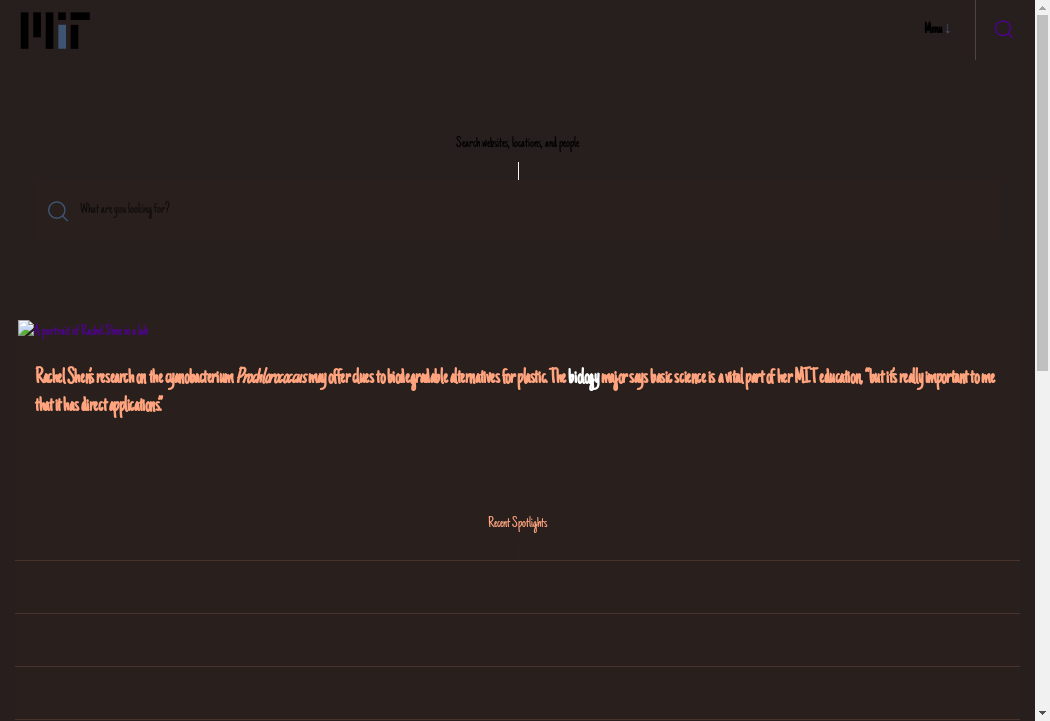 MIT
Menu ↓
Search websites, locations, and people
What are you looking for?
A portrait of Rachel Shen in a lab
Rachel Shen's research on the cyanobacterium Prochlorococcus may offer clues to biodegradable alternatives for plastic. The biology major says basic science is a vital part of her MIT education, "but it's really important to me
that it has direct applications."
Recent Spotlights